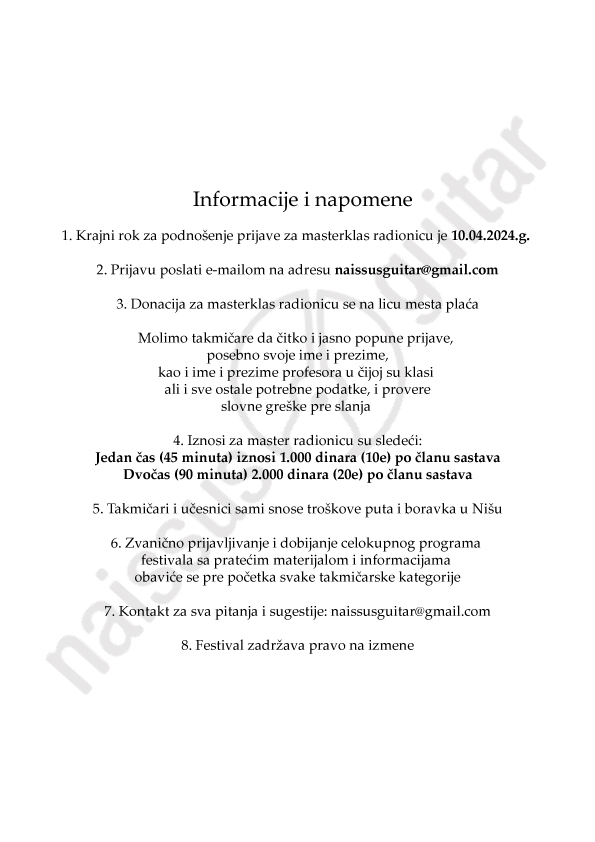 Informacije i napomene
1. Krajni rok za podnošenje prijave za masterklas radionicu je 10.04.2024.g.
2. Prijavu poslati e-mailom na adresu naissusguitar@gmail.com
3. Donacija za masterklas radionicu se na licu mesta plaća
Molimo takmičare da čitko i jasno popune prijave,
posebno svoje ime i prezime,
kao i ime i prezime profesora u čijoj su klasi
ali i sve ostale potrebne podatke, i provere
slovne greške pre slanja
4. Iznosi za master radionicu su sledeći:
Jedan čas (45 minuta) iznosi 1.000 dinara (10e) po članu sastava
Dvočas (90 minuta) 2.000 dinara (20e) po članu sastava
5. Takmičari i učesnici sami snose troškove puta i boravka u Nišu
6. Zvanično prijavljivanje i dobijanje celokupnog programa
festivala sa pratećim materijalom i informacijama
obaviće se pre početka svake takmičarske kategorije
7. Kontakt za sva pitanja i sugestije: naissusguitar@gmail.com
8. Festival zadržava pravo na izmene
naissus guitar